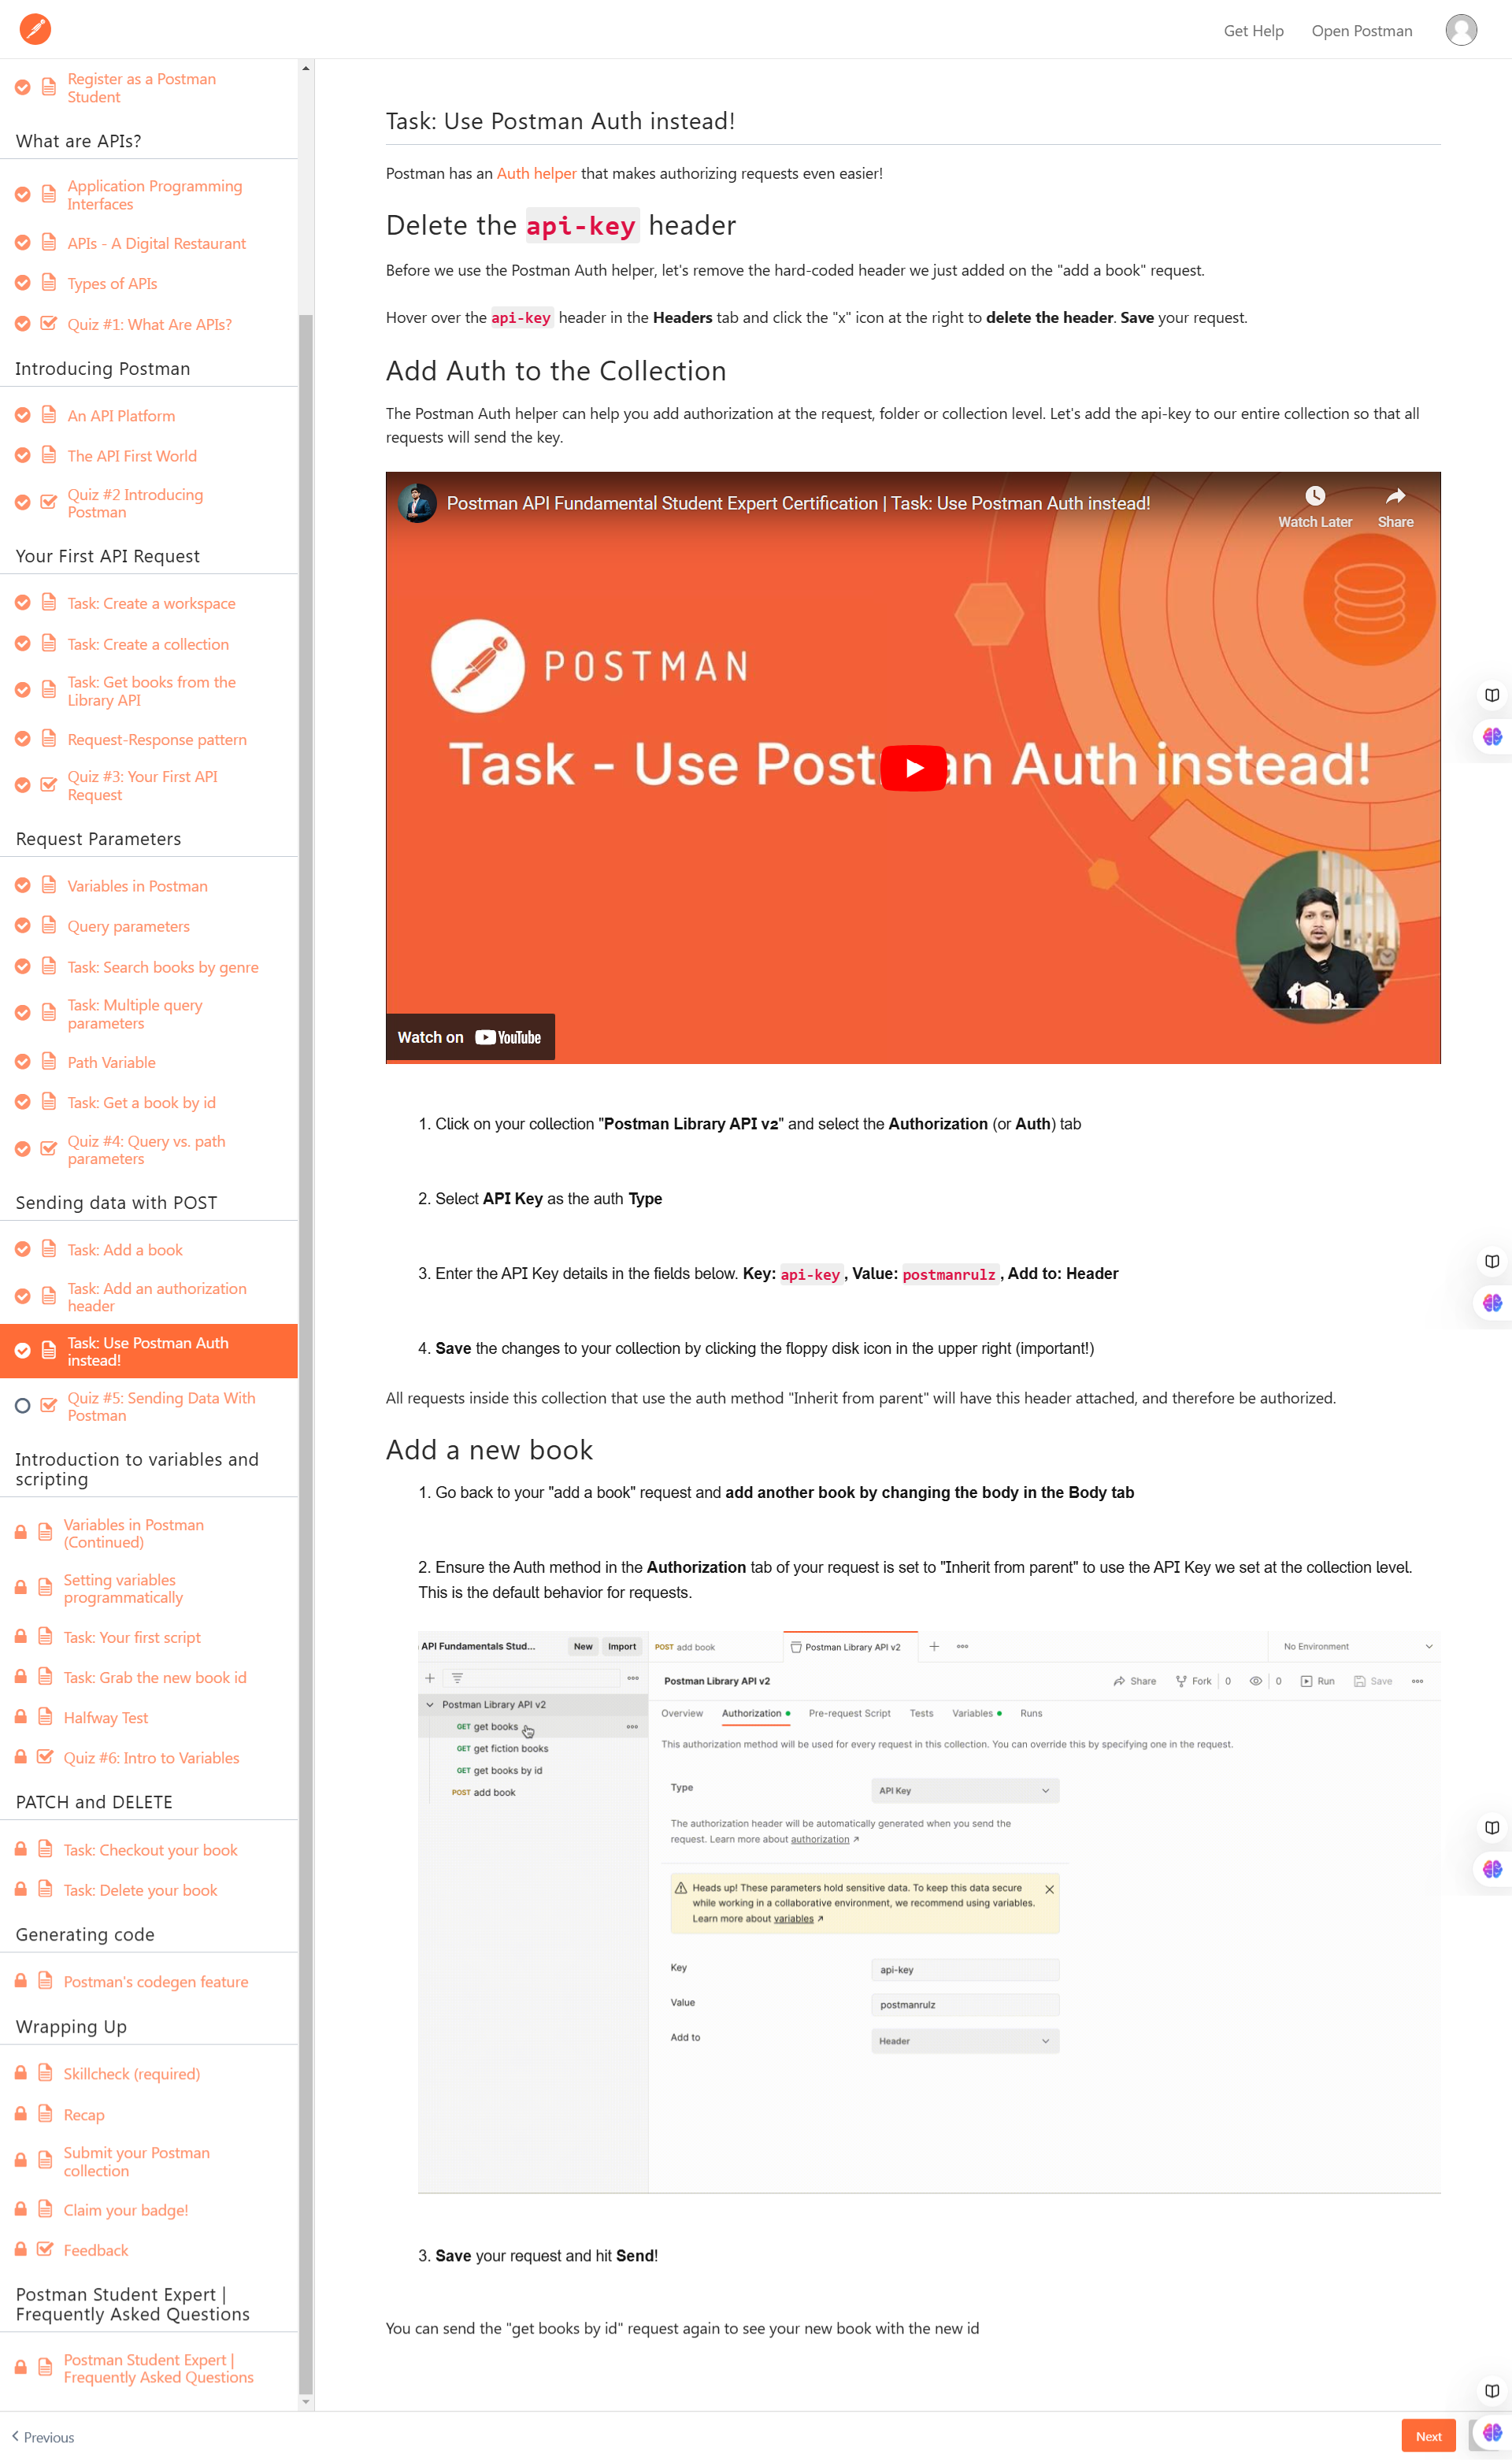 Get Help
Open Postman
Register as a Postman
Student
What are APIs?
Application Programming
Interfaces
APIs - A Digital Restaurant
Types of APIs
Quiz #1: What Are APIs?
Introducing Postman
An API Platform
The API First World
Quiz #2 Introducing
Postman
Your First API Request
Task: Create a workspace
Task: Create a collection
Task: Get books from the
Library API
Request-Response pattern
Quiz #3: Your First API
Request
Request Parameters
Variables in Postman
Query parameters
Task: Search books by genre
Task: Multiple query
parameters
Path Variable
Task: Get a book by id
Quiz #4: Query vs. path
parameters
Sending data with POST
Task: Add a book
Task: Add an authorization
header
Task: Use Postman Auth
instead!
Quiz #5: Sending Data With
Postman
Introduction to variables and
scripting
Variables in Postman
(Continued)
Setting variables
programmatically
Task: Your first script
Task: Grab the new book id
Halfway Test
Quiz #6: Intro to Variables
PATCH and DELETE
Task: Checkout your book
Task: Delete your book
Generating code
Postman's codegen feature
Wrapping Up
Skillcheck (required)
Recap
Submit your Postman
collection
Claim your badge!
Feedback
Postman Student Expert |
Frequently Asked Questions
Postman Student Expert |
Frequently Asked Questions
Task: Use Postman Auth instead!
Postman has an Auth helper that makes authorizing requests even easier!
Delete the api-key header
Before we use the Postman Auth helper, let's remove the hard-coded header we just added on the "add a book" request.
Hover over the api-key header in the Headers tab and click the "x" icon at the right to delete the header. Save your request.
Add Auth to the Collection
The Postman Auth helper can help you add authorization at the request, folder or collection level. Let's add the api-key to our entire collection so that all
requests will send the key.
Postman API Fundamental Student Expert Certification | Task: Use Postman Auth instead!
Watch Later
Share
POSTMAN
Task - Use Post n Auth instead!
Watch on YouTube
1. Click on your collection "Postman Library API v2" and select the Authorization (or Auth) tab
2. Select API Key as the auth Type
3. Enter the API Key details in the fields below. Key: api-key, Value: postmanrulz, Add to: Header
4. Save the changes to your collection by clicking the floppy disk icon in the upper right (important!)
All requests inside this collection that use the auth method "Inherit from parent" will have this header attached, and therefore be authorized.
Add a new book
1. Go back to your "add a book" request and add another book by changing the body in the Body tab
2. Ensure the Auth method in the Authorization tab of your request is set to "Inherit from parent" to use the API Key we set at the collection level.
This is the default behavior for requests.
API Fundamentals Stud...
New
Import
POST add book
Postman Library API v2
No Environment
Postman Library API v2
GET get books
GET get fiction books
GET get books by id
POST add book
Postman Library API v2
Share
Fork 0
0
Run
Save
Overview
Authorization
Pre-request Script
Tests
Variables
Runs
This authorization method will be used for every request in this collection. You can override this by specifying one in the request.
Type
API Key
The authorization header will be automatically generated when you send the
request. Learn more about authorization ↗
Heads up! These parameters hold sensitive data. To keep this data secure
while working in a collaborative environment, we recommend using variables.
Learn more about variables ↗
Key
api-key
Value
postmanrulz
Add to
Header
3. Save your request and hit Send!
You can send the "get books by id" request again to see your new book with the new id
Previous
Next